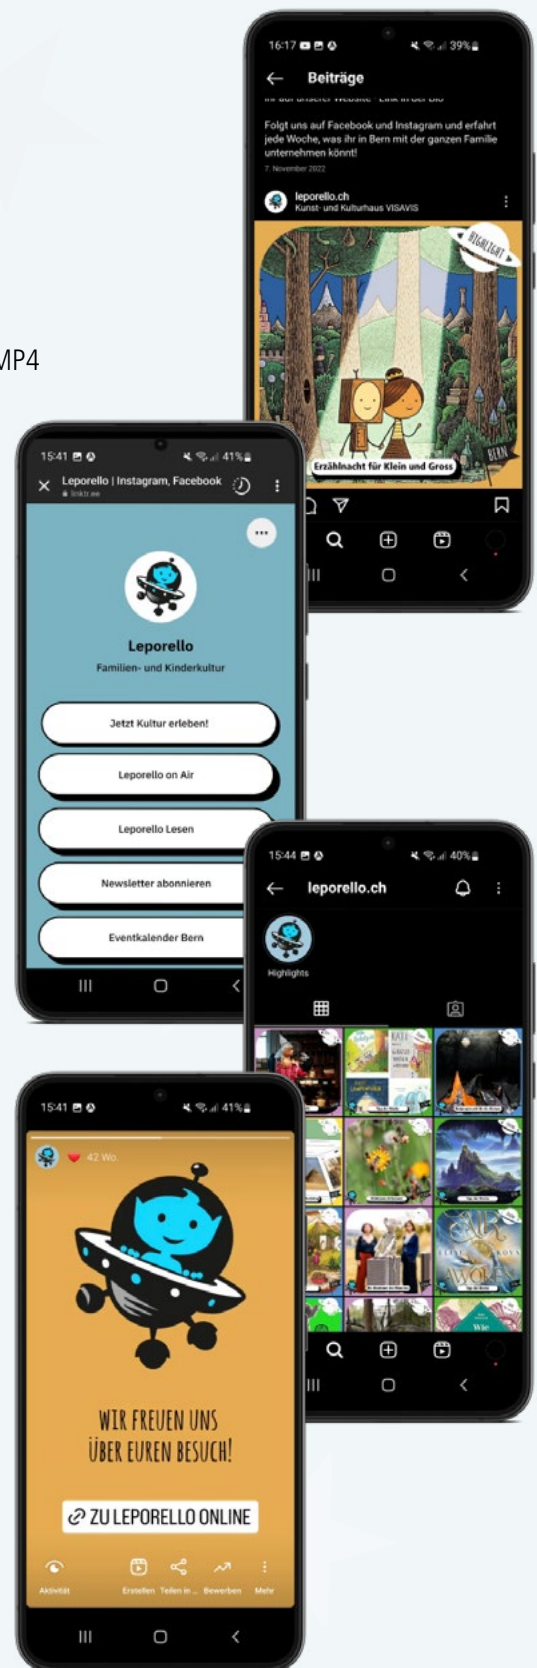 16:17 39%
Beiträge
Folgt uns auf Facebook und Instagram und erfahrt
jede Woche, was ihr in Bern mit der ganzen Familie
unternehmen könnt!
7. November 2022
leporello.ch
Kunst- und Kulturhaus VISAVIS
HIGHLIGHT
BERN
Erzählnacht für Klein und Gross
MP4
15:41 41%
Leporello | Instagram, Facebook
linktr.ee
Leporello
Familien- und Kinderkultur
Jetzt Kultur erleben!
Leporello on Air
Leporello Lesen
Newsletter abonnieren
Eventkalender Bern
15:44 40%
leporello.ch
Highlights
Wie
15:41 41%
42 Wo.
WIR FREUEN UNS
ÜBER EUREN BESUCH!
ZU LEPORELLO ONLINE
Aktivität Erstellen Teilen in ... Bewerben Mehr